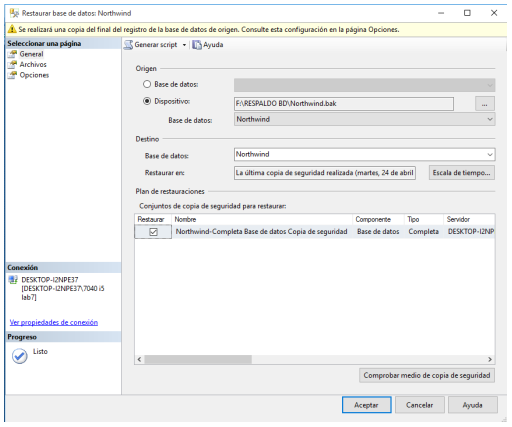 Restaurar base de datos: Northwind
Se realizará una copia del final del registro de la base de datos de origen. Consulte esta configuración en la página Opciones.
Seleccionar una página
General
Archivos
Opciones
Generar script
Ayuda
Origen
Base de datos:
Dispositivo:
F:\RESPALDO BD\Northwind.bak
...
Base de datos:
Northwind
Destino
Base de datos:
Northwind
Restaurar en:
La última copia de seguridad realizada (martes, 24 de abril
Escala de tiempo...
Plan de restauraciones
Conjuntos de copia de seguridad para restaurar:
Restaurar Nombre Componente Tipo Servidor
Northwind-Completa Base de datos Copia de seguridad Base de datos Completa DESKTOP-I2NP
Conexión
DESKTOP-I2NPE37
[DESKTOP-I2NPE37\7040 i5
lab7]
Ver propiedades de conexión
Progreso
Listo
Comprobar medio de copia de seguridad
Aceptar
Cancelar
Ayuda